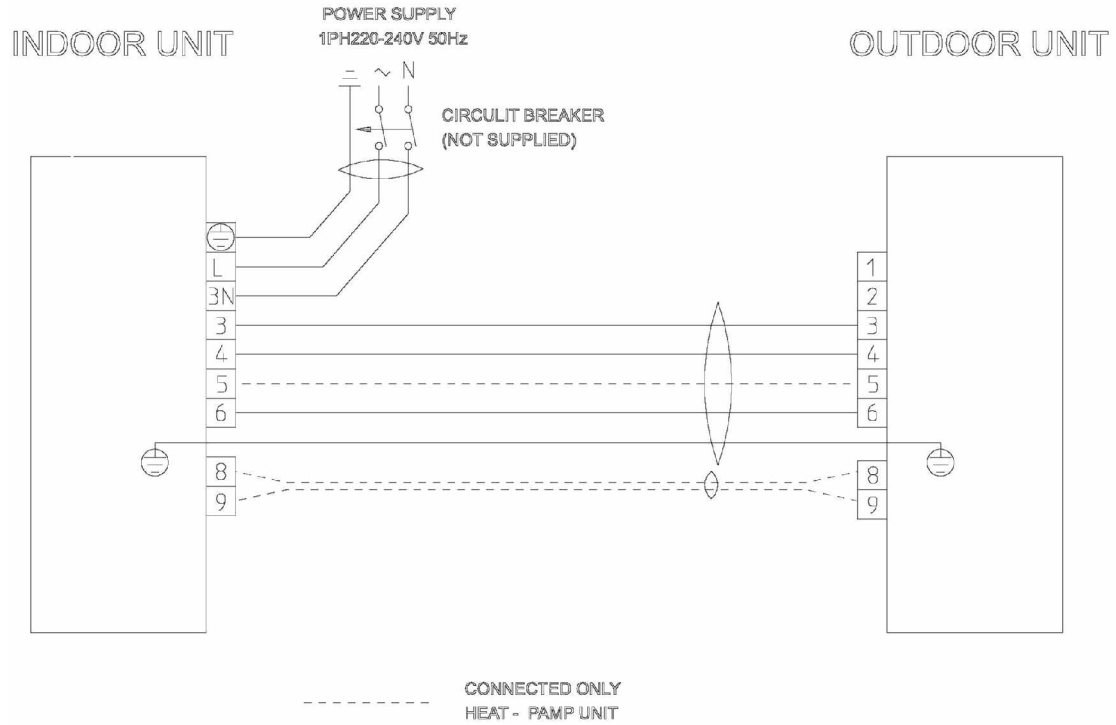 POWER SUPPLY
1PH220-240V 50Hz
INDOOR UNIT
OUTDOOR UNIT
~ N
CIRCULIT BREAKER
(NOT SUPPLIED)
L
3N
3
4
5
6
8
9
1
2
3
4
5
6
8
9
CONNECTED ONLY
HEAT - PAMP UNIT